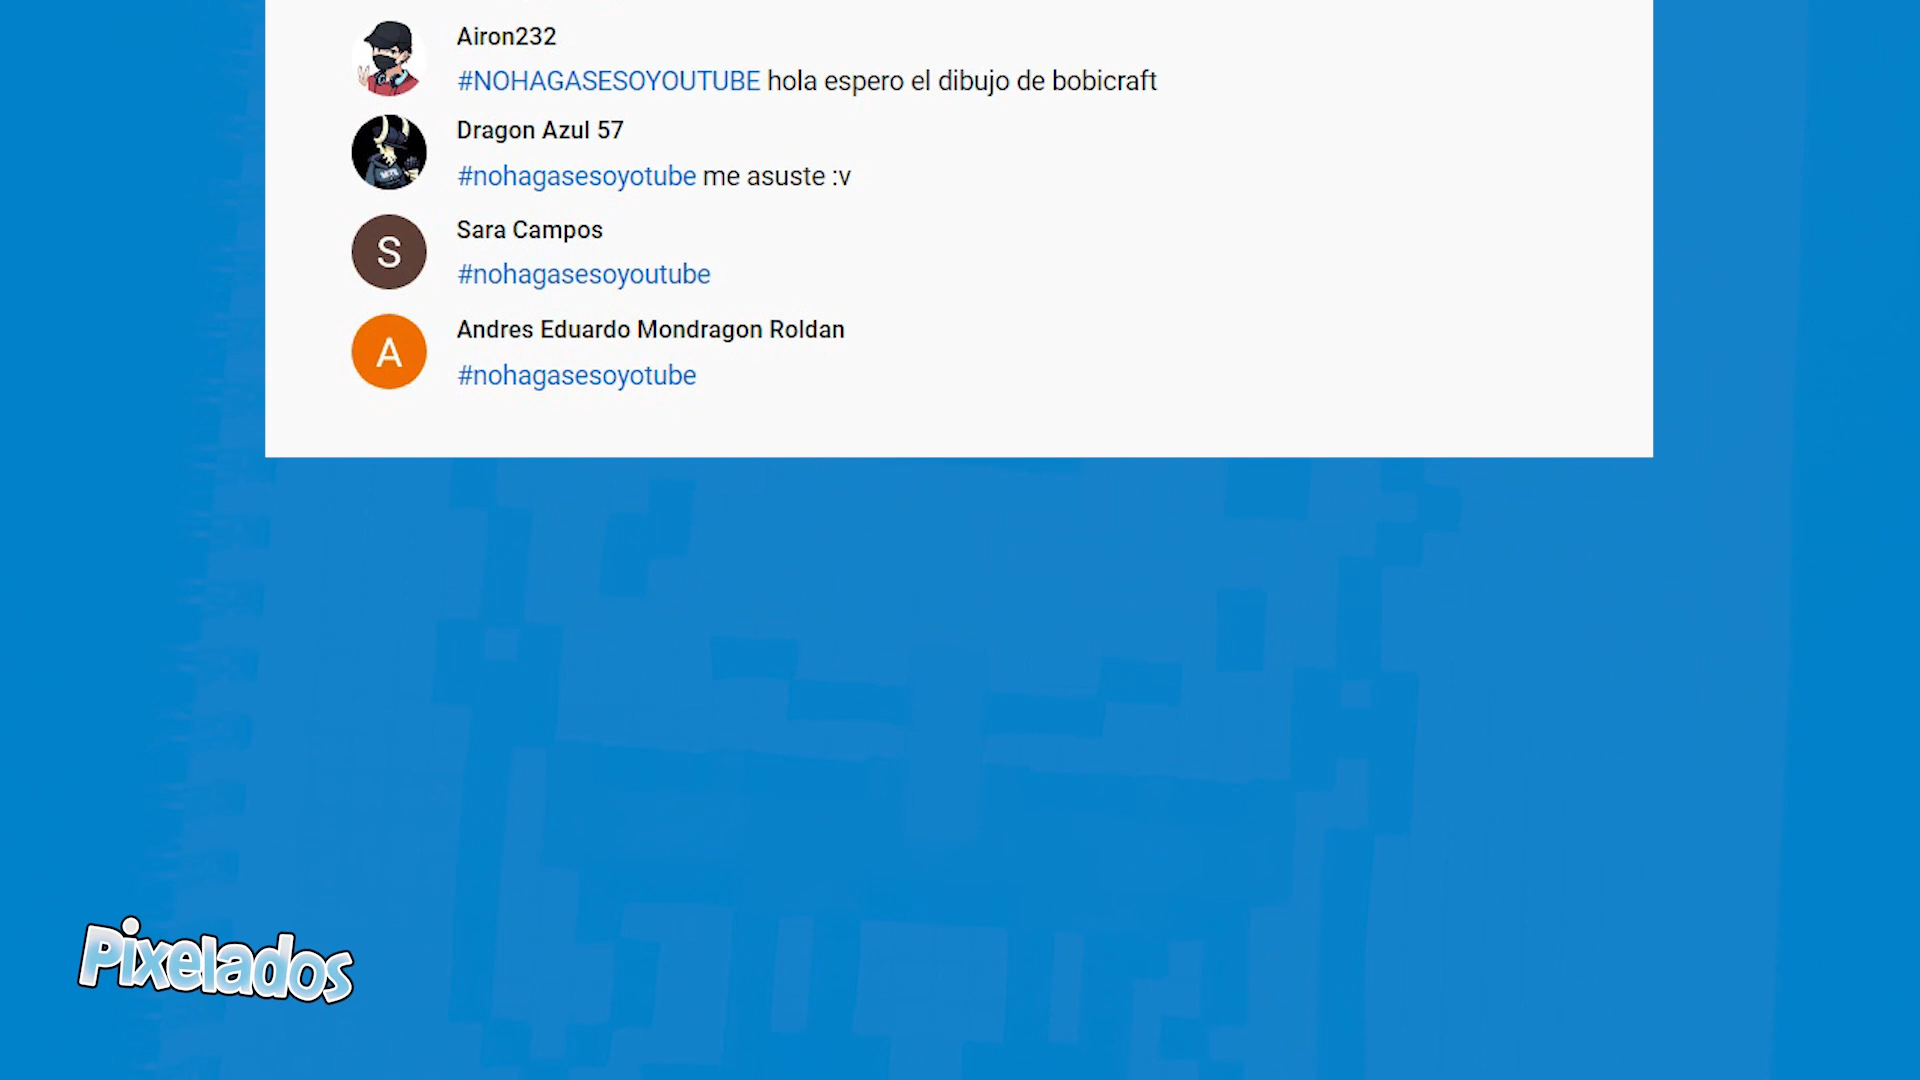 Airon232
#NOHAGASESOYOUTUBE hola espero el dibujo de bobicraft
Dragon Azul 57
#nohagasesoyotube me asuste :v
S
Sara Campos
#nohagasesoyoutube
A
Andres Eduardo Mondragon Roldan
#nohagasesoyotube
Pixelados